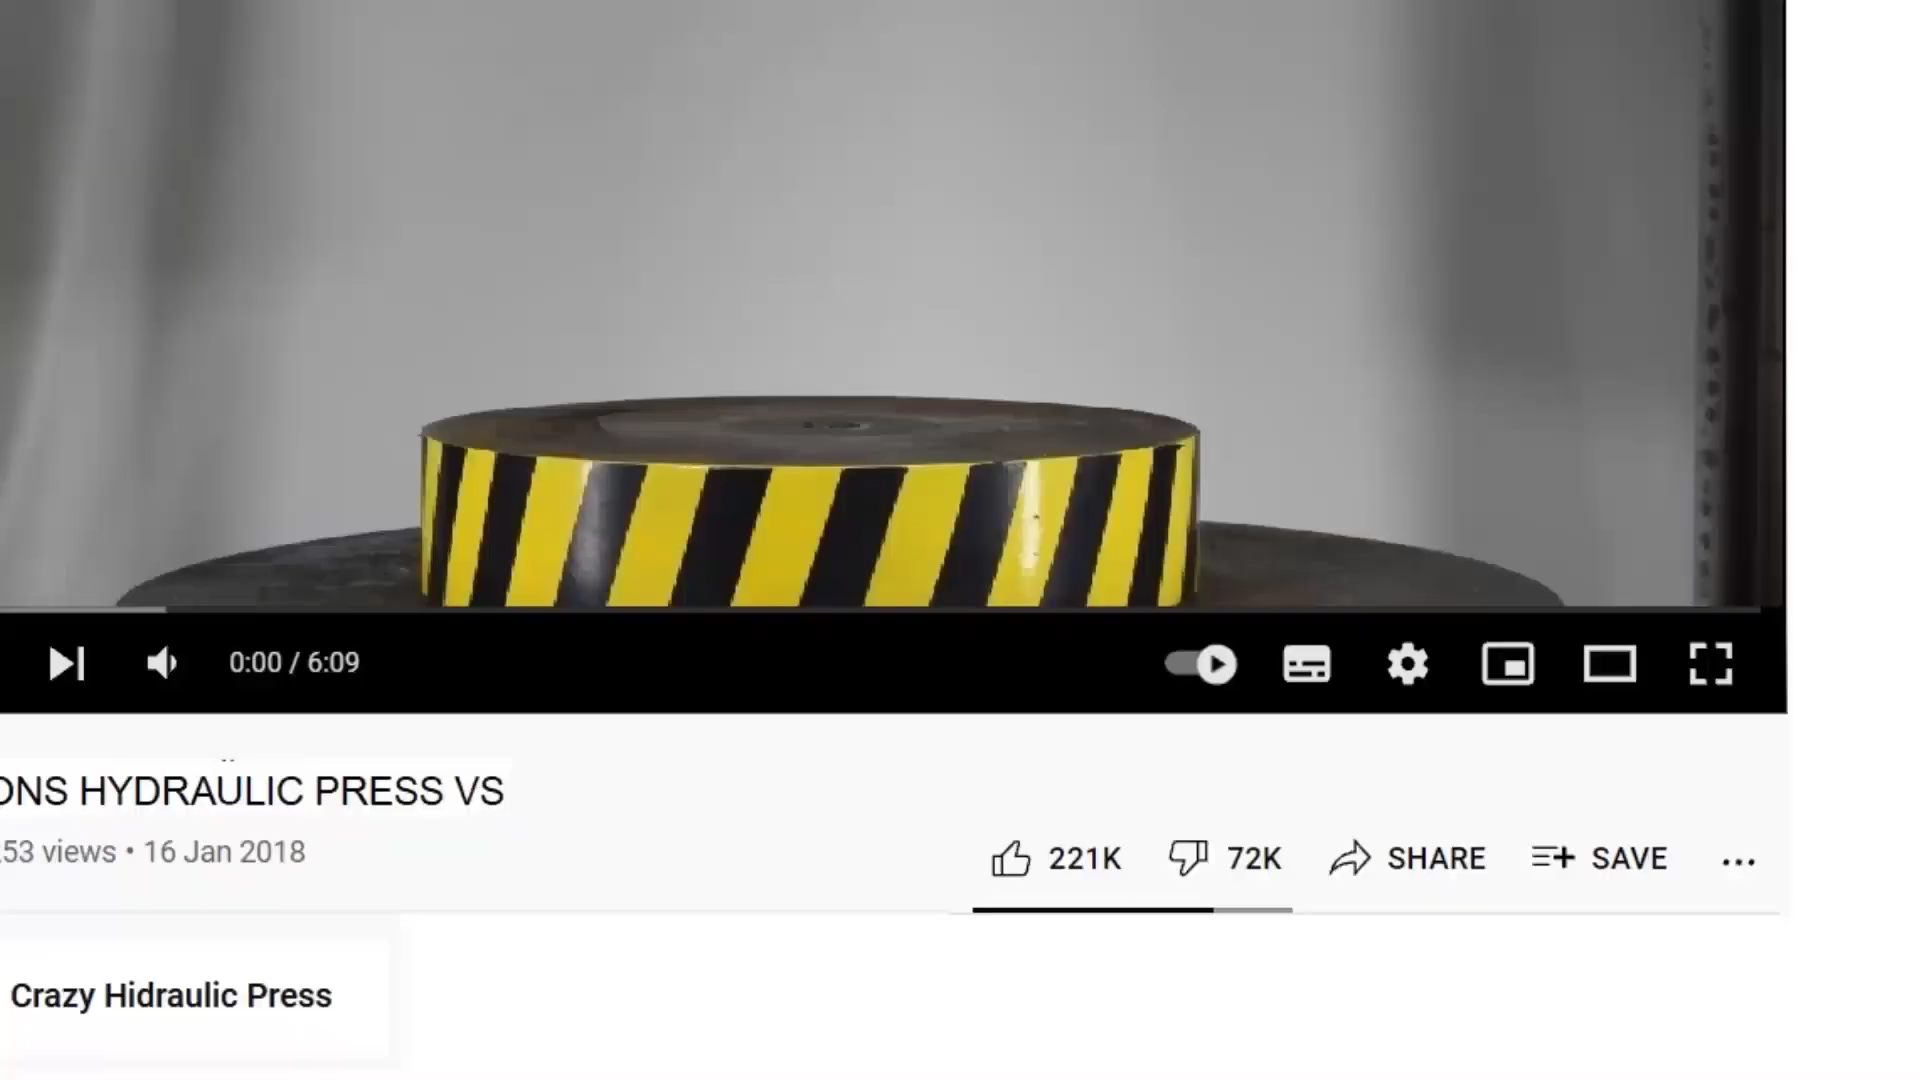 0:00 / 6:09
ONS HYDRAÜLIC PRESS VS
53 views • 16 Jan 2018
221K 72K SHARE SAVE
Crazy Hidraulic Press